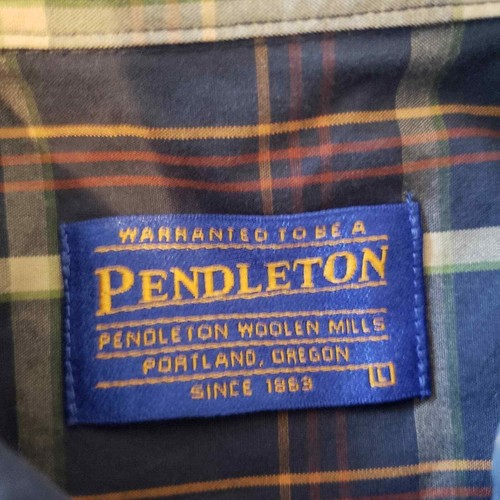 WARRANTED TO BE A
PENDLETON
PENDLETON WOOLEN MILLS
PORTLAND, OREGON
SINCE 1863
L